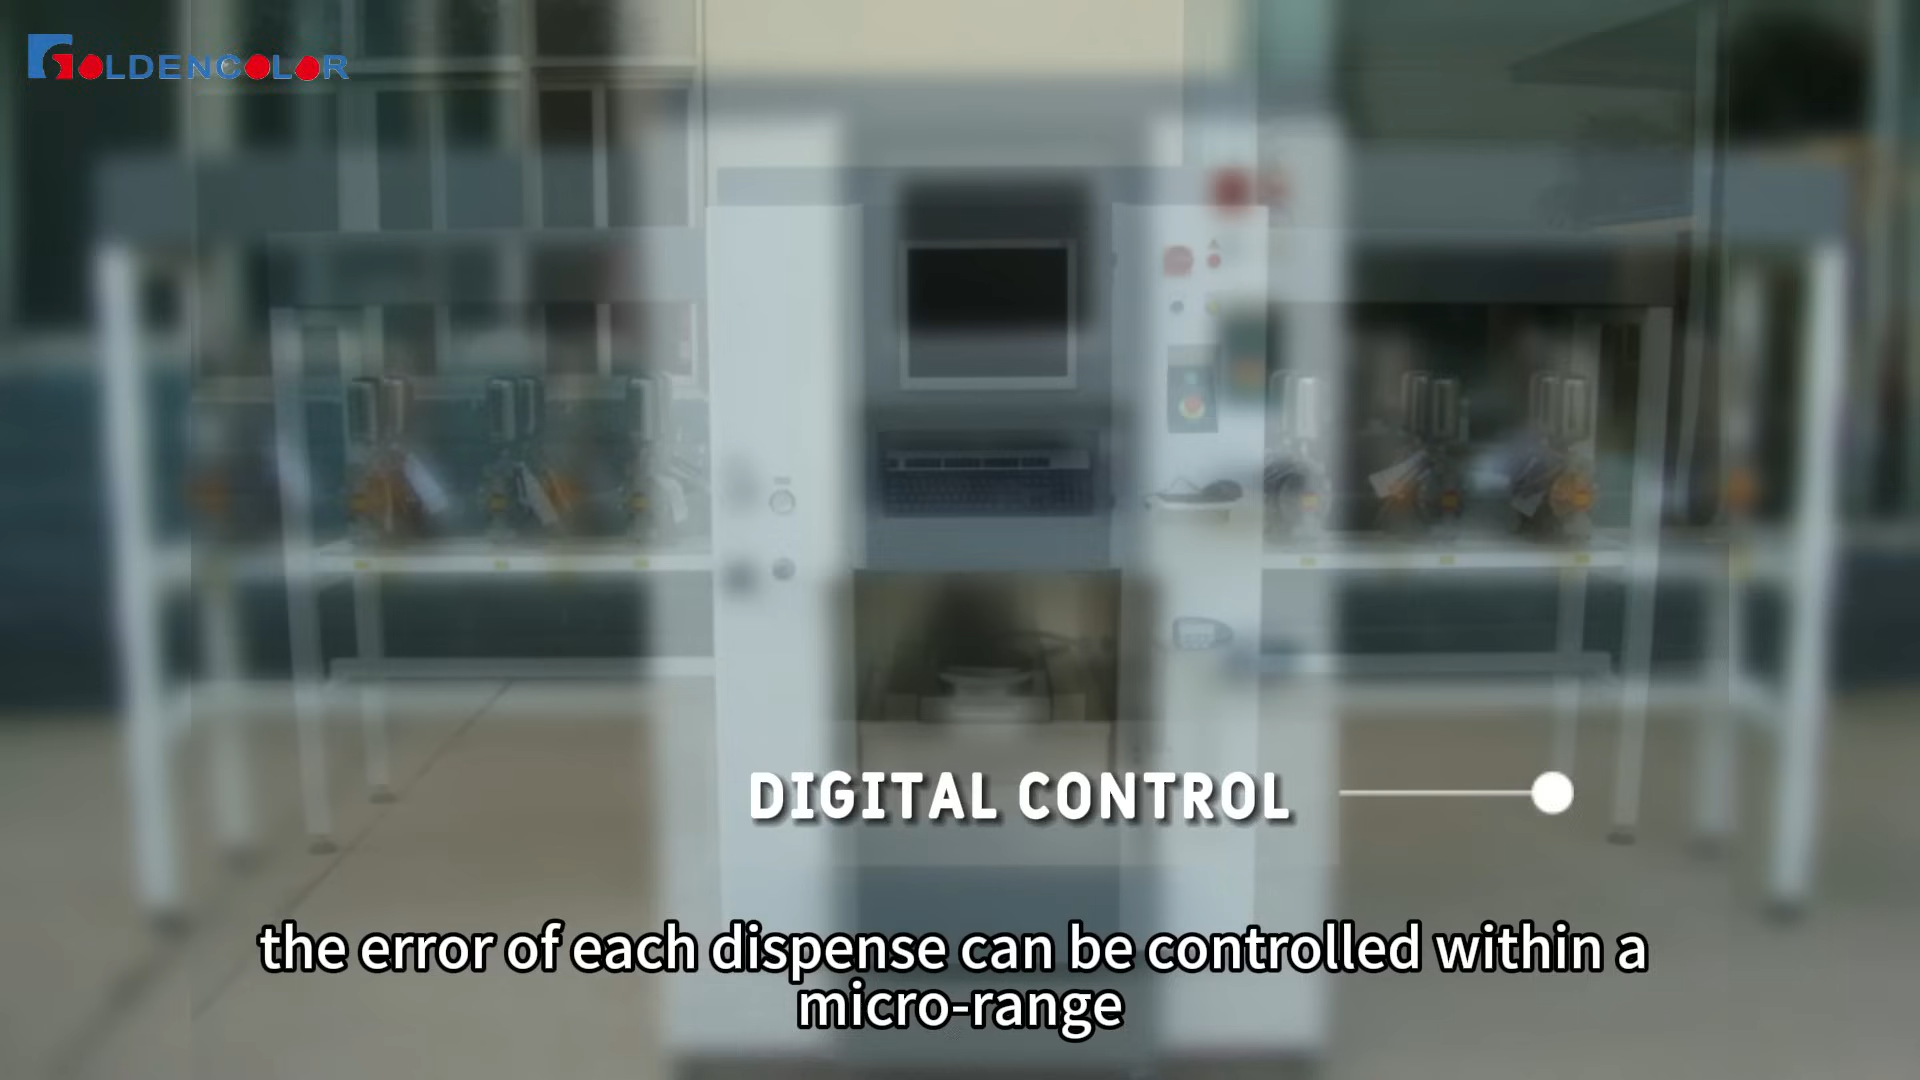 GOLDENCOLOR
DIGITAL CONTROL
the error of each dispense can be controlled within a
micro-range